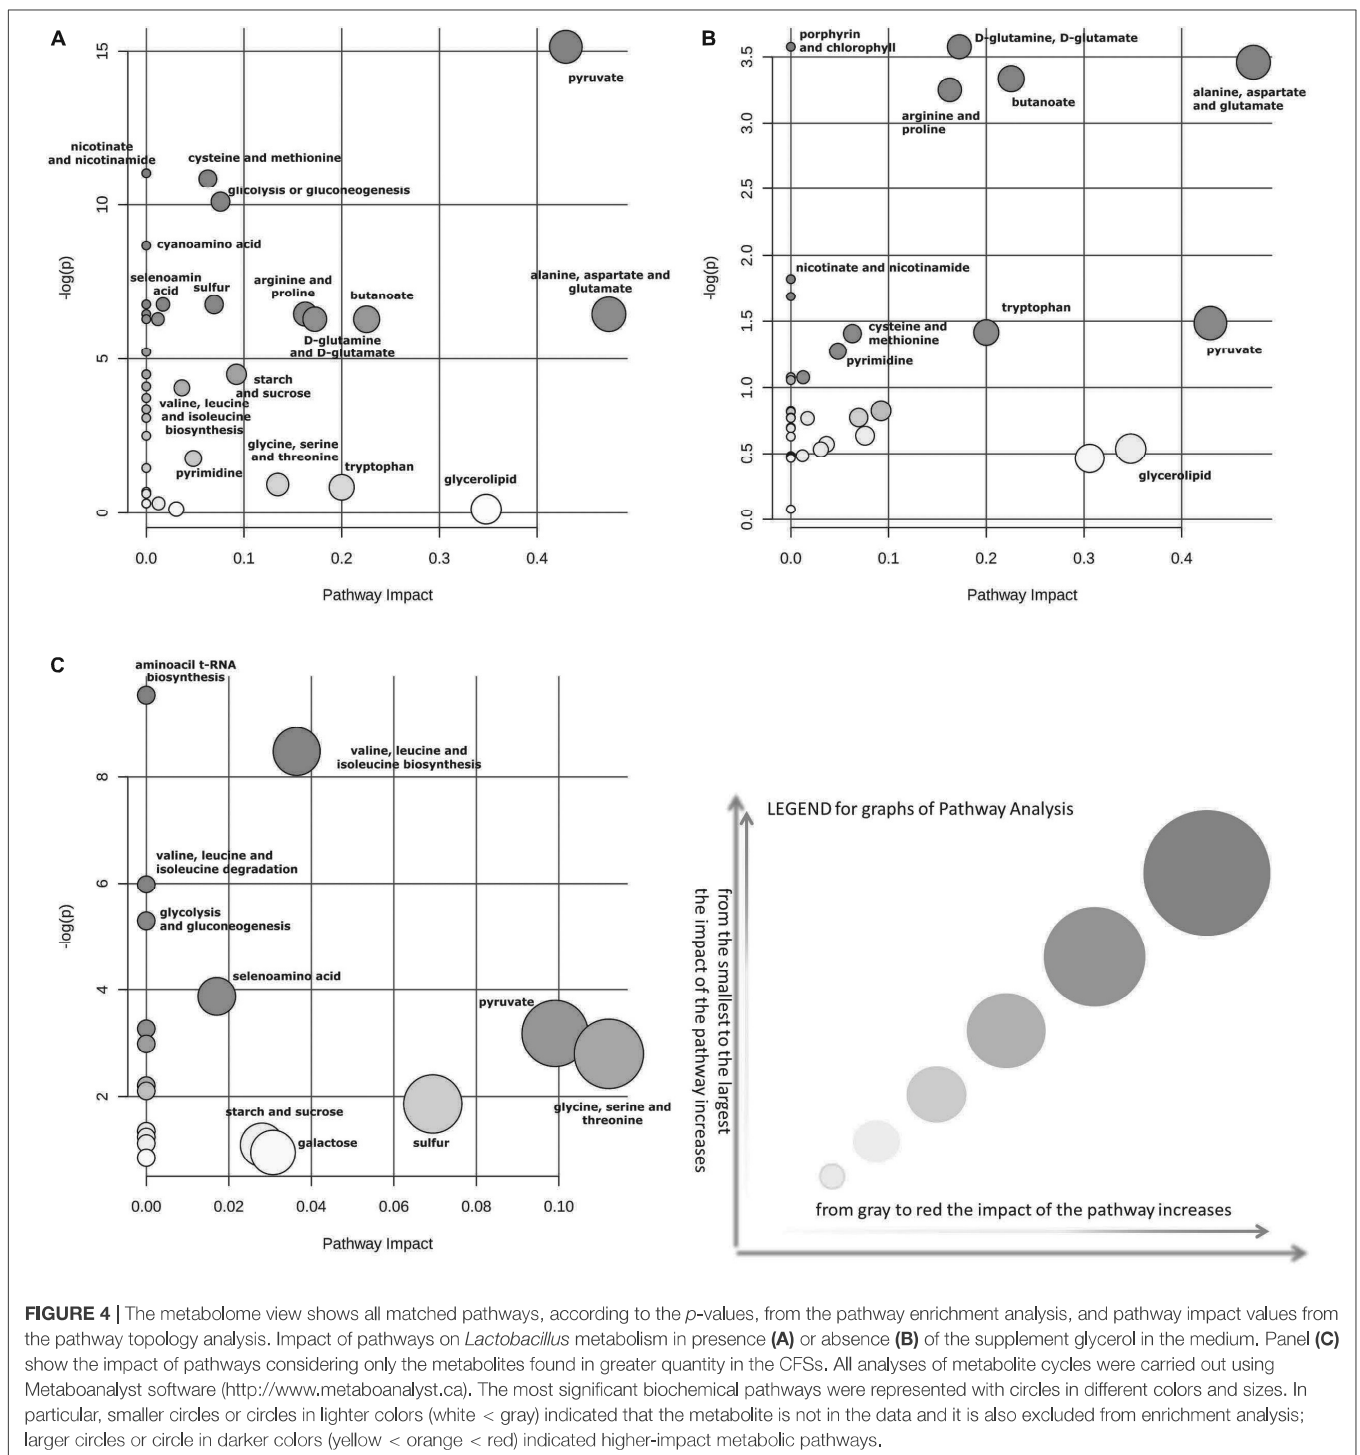 A
15
10
5
0
-log(p)
pyruvate
nicotinate
and nicotinamide
cysteine and methionine
glicolysis or gluconeogenesis
cyanoamino acid
selenoamin
acid
sulfur
arginine and
proline
butanoate
alanine, aspartate and
glutamate
D-glutamine
and D-glutamate
starch
and sucrose
valine, leucine
and isoleucine
biosynthesis
glycine, serine
and threonine
pyrimidine
tryptophan
glycerolipid
0.0 0.1 0.2 0.3 0.4
Pathway Impact
B
3.5
3.0
2.5
2.0
1.5
1.0
0.5
0.0
-log(p)
porphyrin
and chlorophyll
D-glutamine, D-glutamate
butanoate
arginine and
proline
alanine, aspartate
and glutamate
nicotinate and nicotinamide
tryptophan
cysteine and
methionine
pyrimidine
pyruvate
glycerolipid
0.0 0.1 0.2 0.3 0.4
Pathway Impact
C
8
6
4
2
-log(p)
aminoacil t-RNA
biosynthesis
valine, leucine and
isoleucine biosynthesis
valine, leucine and
isoleucine degradation
glycolysis
and gluconeogenesis
selenoamino acid
pyruvate
glycine, serine and
threonine
starch and sucrose
galactose
sulfur
0.00 0.02 0.04 0.06 0.08 0.10
Pathway Impact
LEGEND for graphs of Pathway Analysis
from the smallest to the largest
the impact of the pathway increases
from gray to red the impact of the pathway increases
FIGURE 4 | The metabolome view shows all matched pathways, according to the p-values, from the pathway enrichment analysis, and pathway impact values from
the pathway topology analysis. Impact of pathways on Lactobacillus metabolism in presence (A) or absence (B) of the supplement glycerol in the medium. Panel (C)
show the impact of pathways considering only the metabolites found in greater quantity in the CFSs. All analyses of metabolite cycles were carried out using
Metaboanalyst software (http://www.metaboanalyst.ca). The most significant biochemical pathways were represented with circles in different colors and sizes. In
particular, smaller circles or circles in lighter colors (white < gray) indicated that the metabolite is not in the data and it is also excluded from enrichment analysis;
larger circles or circle in darker colors (yellow < orange < red) indicated higher-impact metabolic pathways.